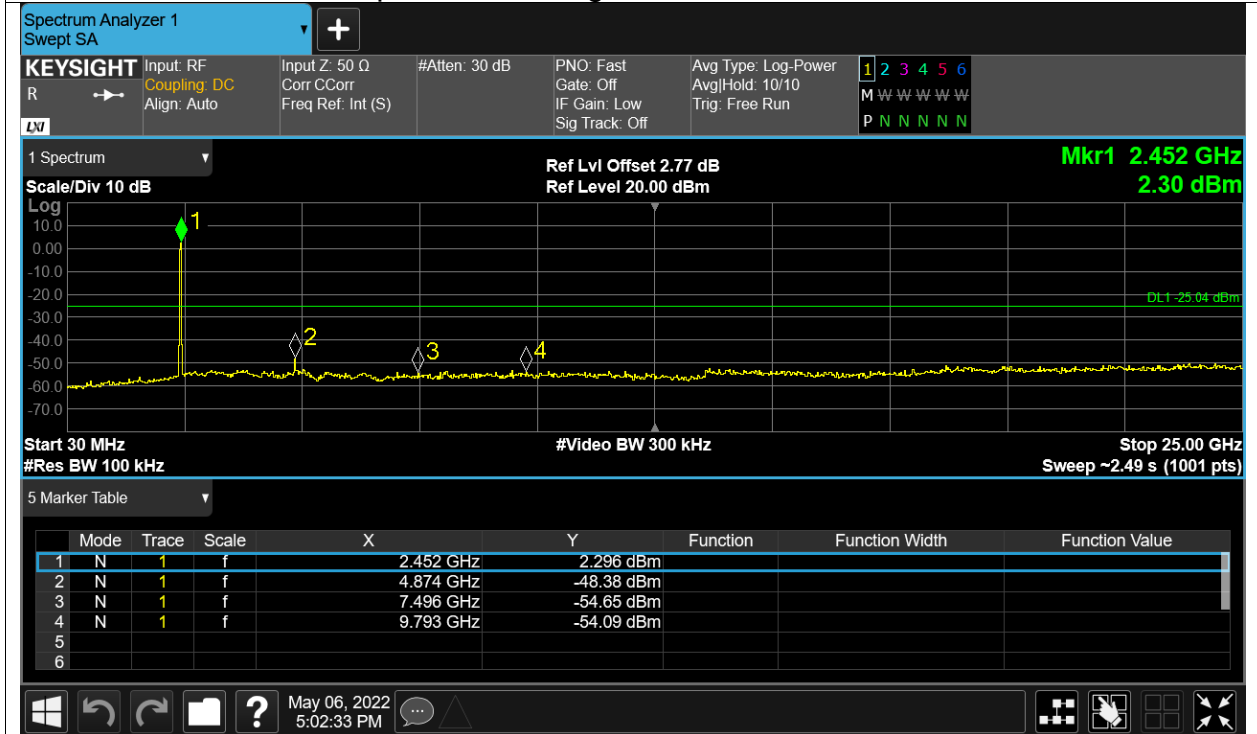 Spectrum Analyzer 1
Swept SA
+
KEYSIGHT
R
LXI
Input: RF
Coupling: DC
Align: Auto
Input Z: 50 Ω
Corr CCorr
Freq Ref: Int (S)
#Atten: 30 dB
PNO: Fast
Gate: Off
IF Gain: Low
Sig Track: Off
Avg Type: Log-Power
Avg|Hold: 10/10
Trig: Free Run
1 2 3 4 5 6
M W W W W W
P N N N N N
1 Spectrum
Scale/Div 10 dB
Ref Lvl Offset 2.77 dB
Ref Level 20.00 dBm
Mkr1 2.452 GHz
2.30 dBm
Log
10.0
0.00
-10.0
-20.0
-30.0
-40.0
-50.0
-60.0
-70.0
1
2
3
4
DL1 -25.04 dBm
Start 30 MHz
#Res BW 100 kHz
#Video BW 300 kHz
Stop 25.00 GHz
Sweep ~2.49 s (1001 pts)
5 Marker Table
Mode Trace Scale X Y Function Function Width Function Value
1 N 1 f 2.452 GHz 2.296 dBm
2 N 1 f 4.874 GHz -48.38 dBm
3 N 1 f 7.496 GHz -54.65 dBm
4 N 1 f 9.793 GHz -54.09 dBm
5
6
?
May 06, 2022
5:02:33 PM